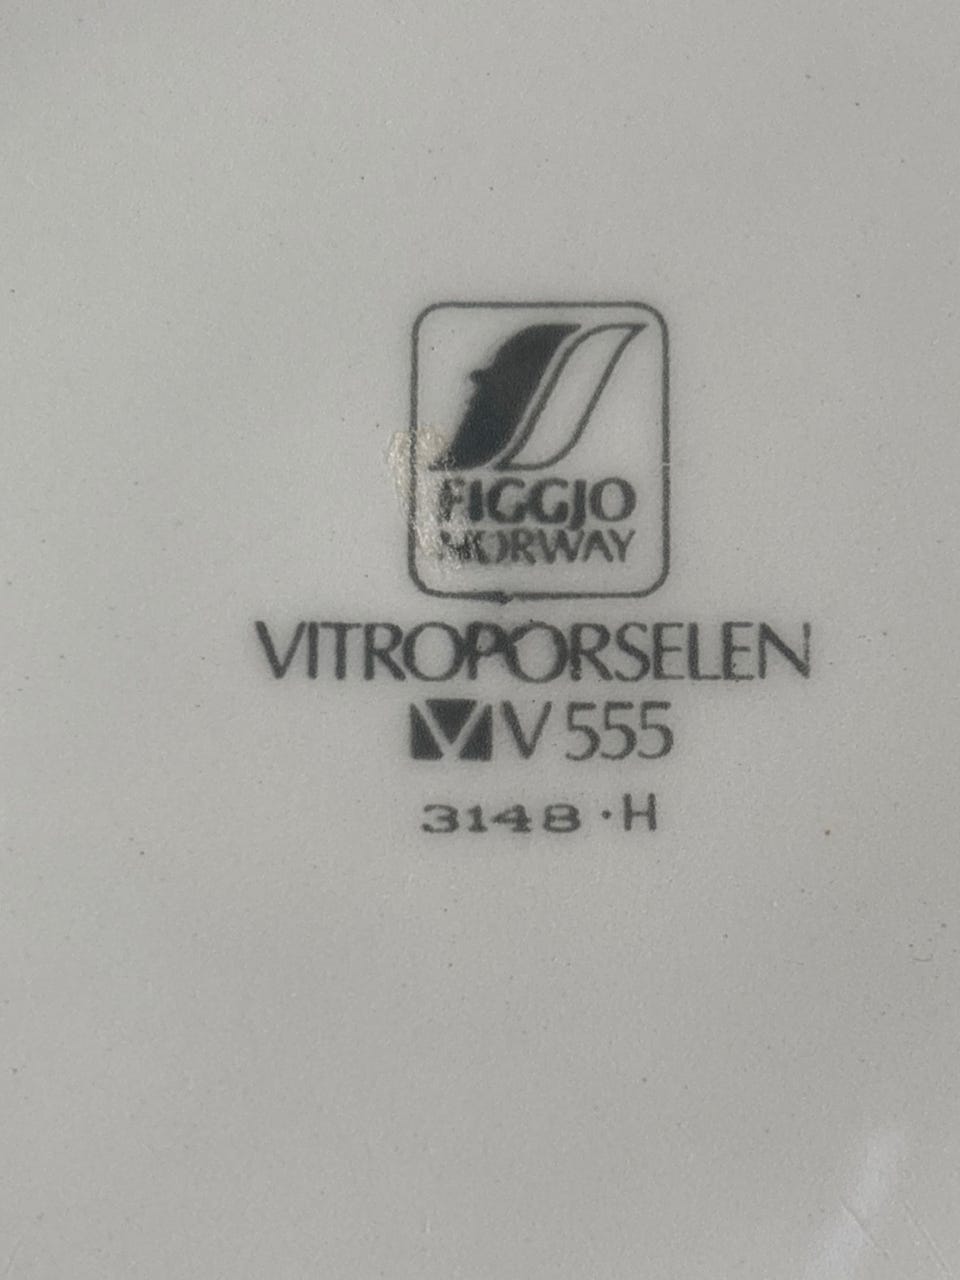 FIGGJO
NORWAY
VITROPORSELEN
V V 555
3148 · H